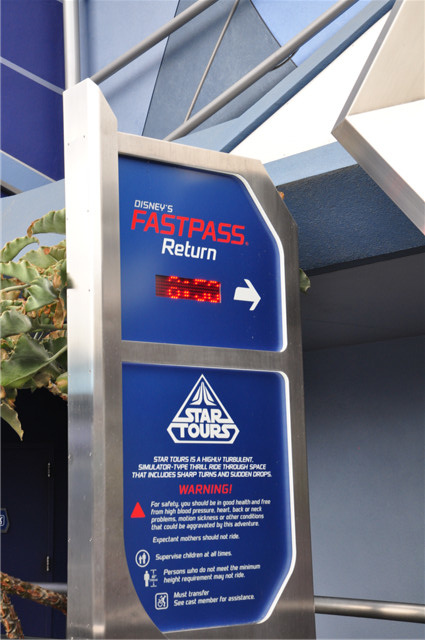 DISNEY'S
FASTPASS®
Return
STAR
TOURS
STAR TOURS IS A HIGHLY TURBULENT,
SIMULATOR-TYPE THRILL RIDE THROUGH SPACE
THAT INCLUDES SHARP TURNS AND SUDDEN DROPS.
WARNING!
For safety, you should be in good health and free
from high blood pressure, heart, back or neck
problems, motion sickness or other conditions
that could be aggravated by this adventure.
Expectant mothers should not ride.
Supervise children at all times.
Persons who do not meet the minimum
height requirement may not ride.
Must transfer
See cast member for assistance.